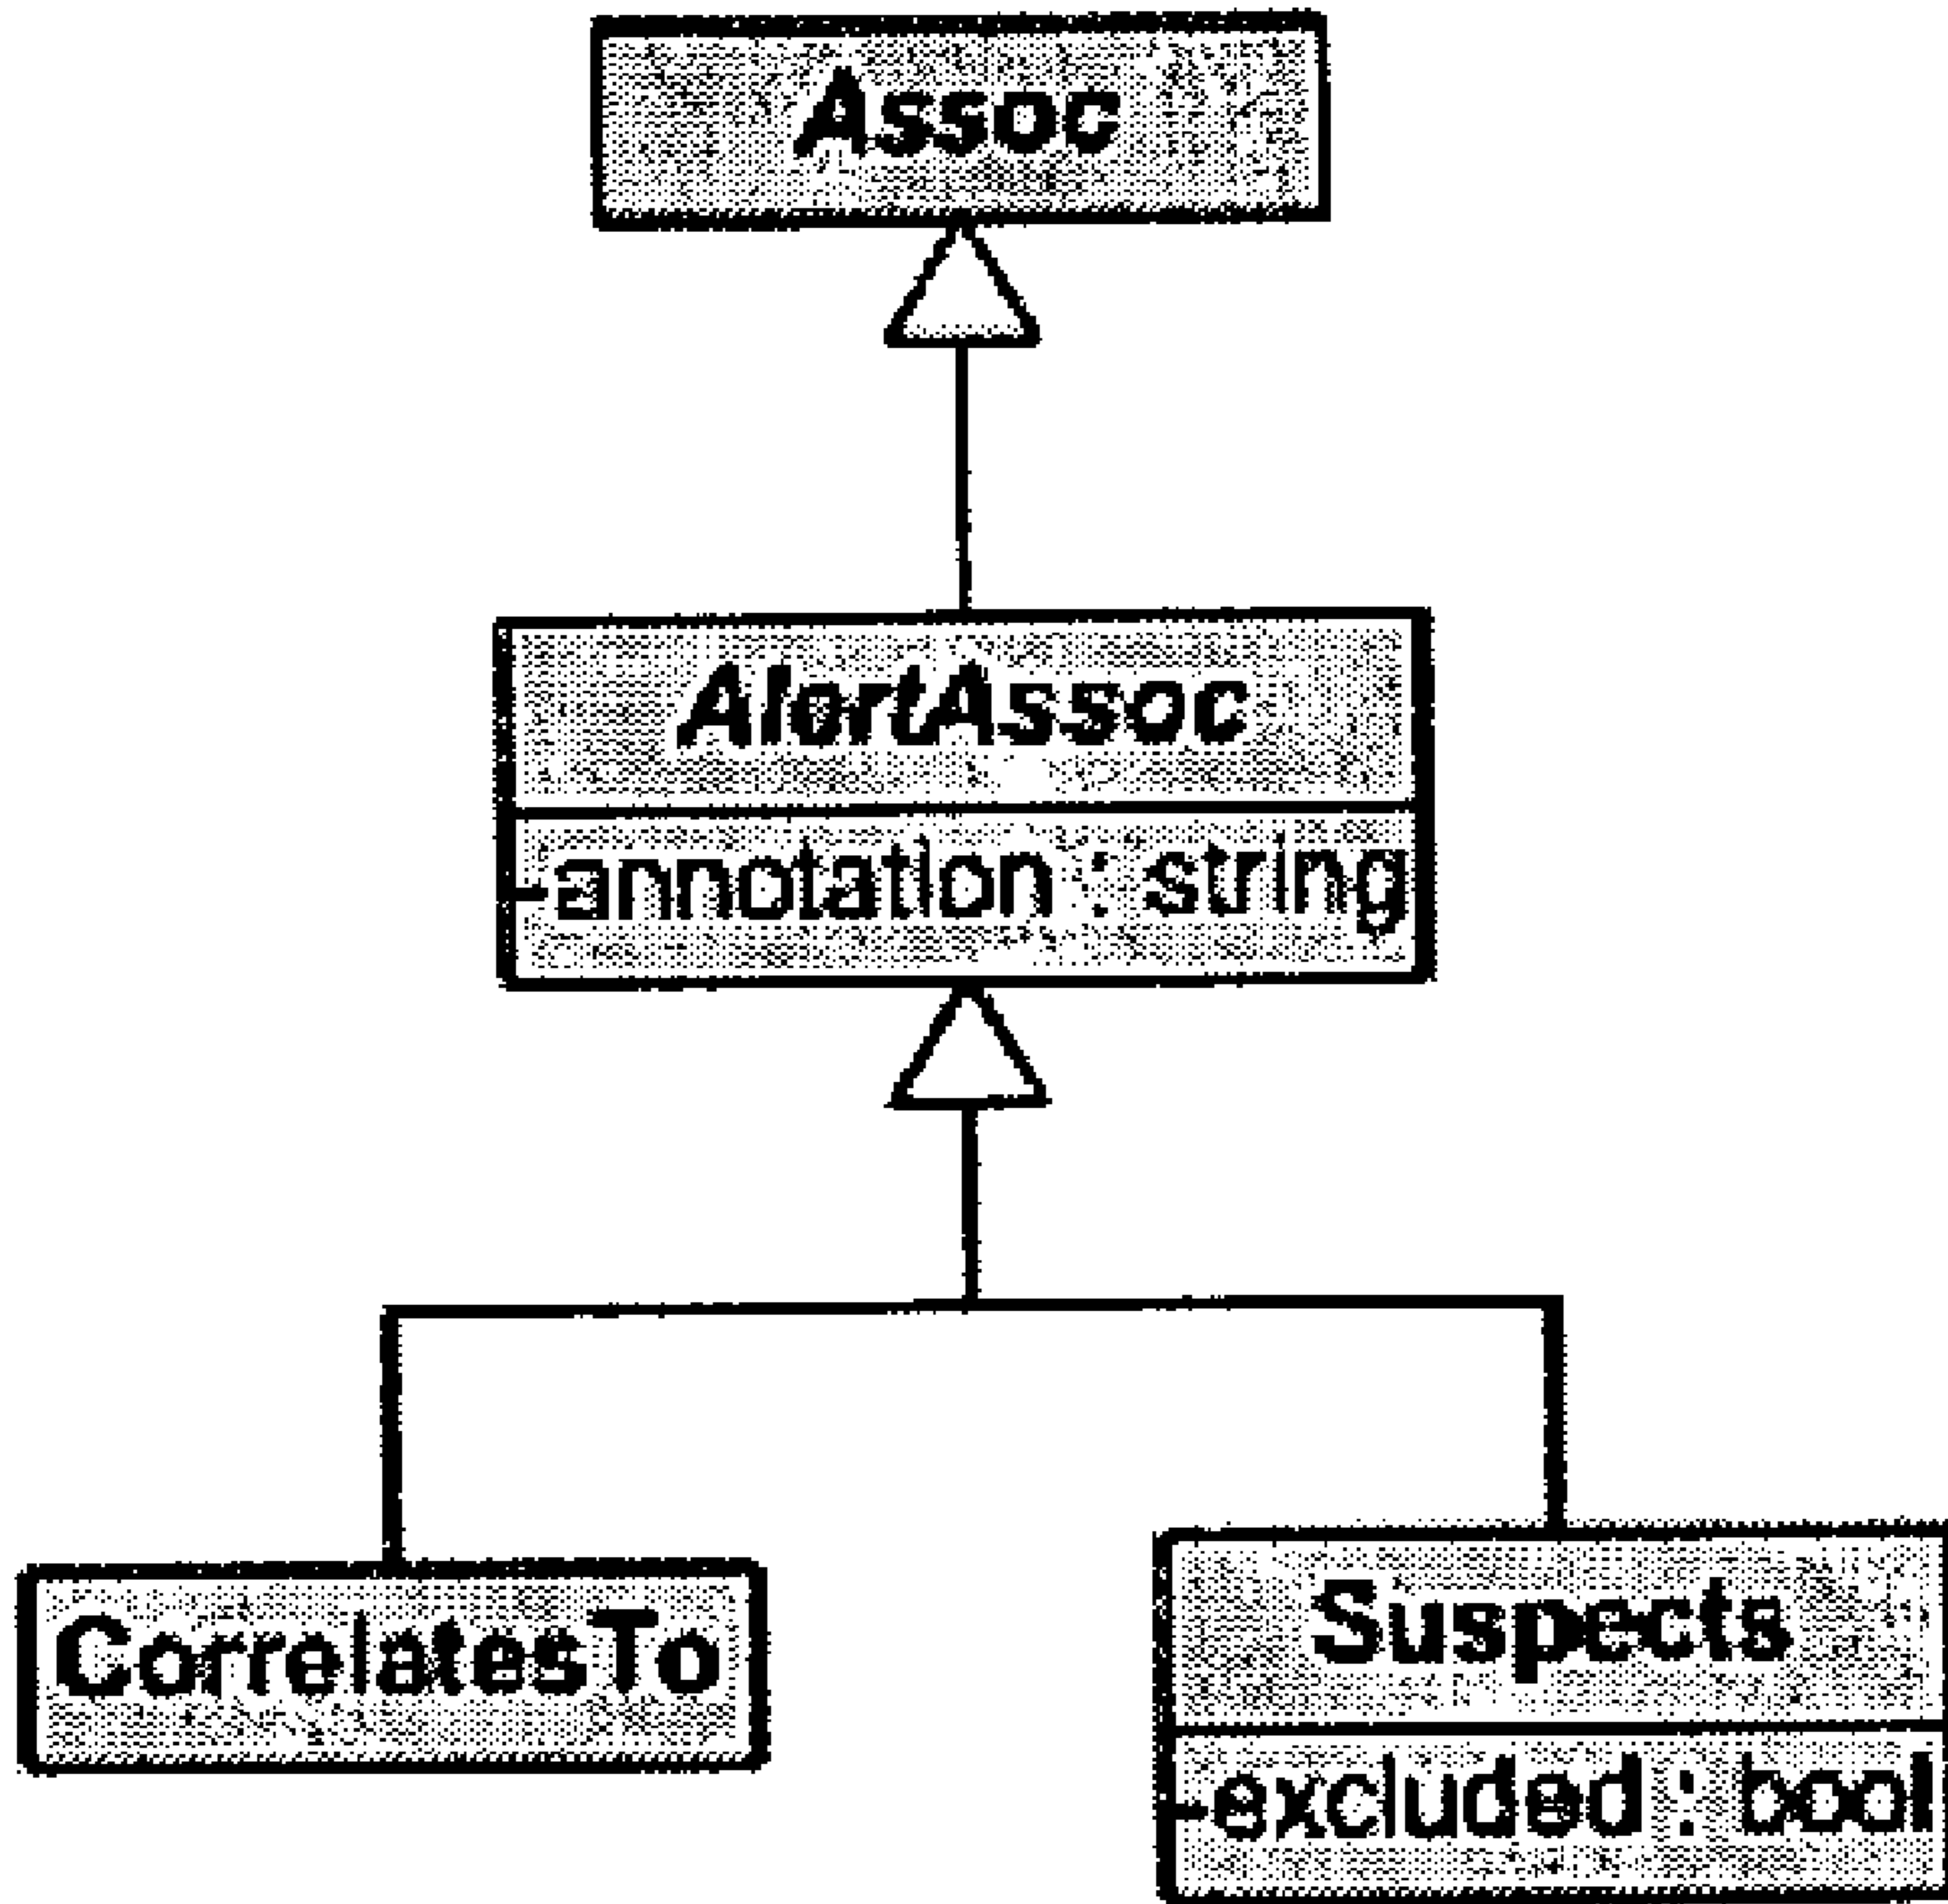 Assoc
AlertAssoc
-annotation : string
CorrelatesTo
Suspects
-excluded : bool